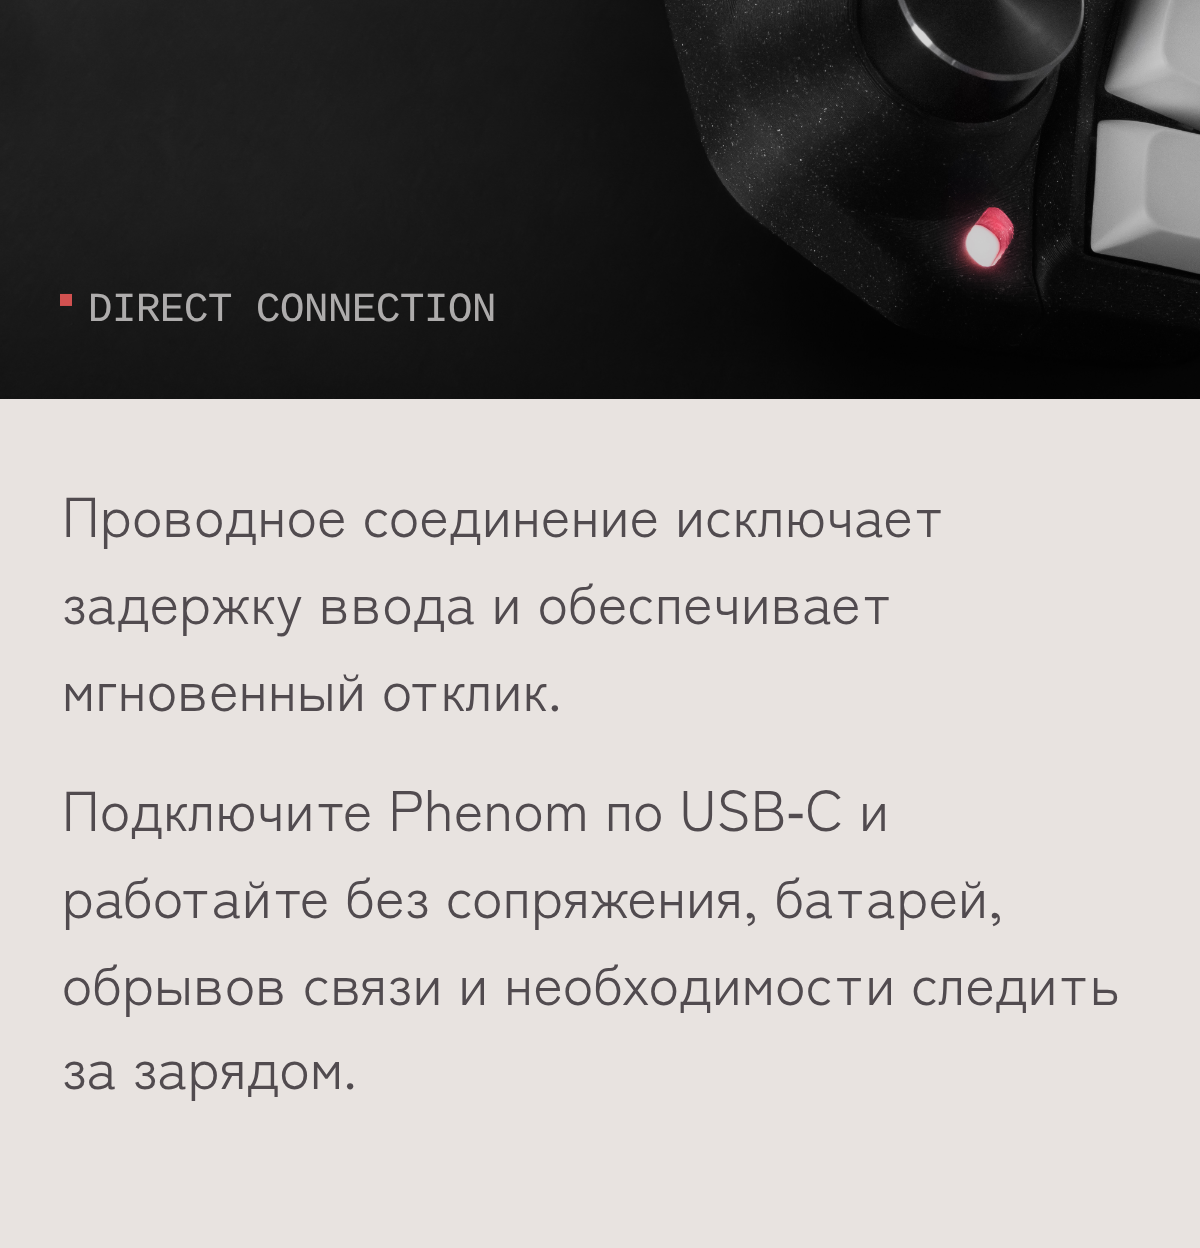 DIRECT CONNECTION
Проводное соединение исключает
задержку ввода и обеспечивает
мгновенный отклик.
Подключите Phenom по USB-C и
работайте без сопряжения, батарей,
обрывов связи и необходимости следить
за зарядом.